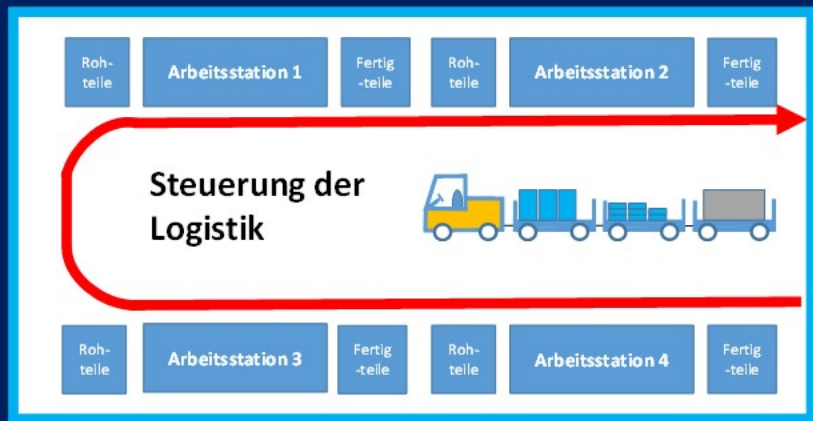 Roh-
teile
Arbeitsstation 1
Fertig
-teile
Roh-
teile
Arbeitsstation 2
Fertig
-teile
Steuerung der
Logistik
Roh-
teile
Arbeitsstation 3
Fertig
-teile
Roh-
teile
Arbeitsstation 4
Fertig
-teile